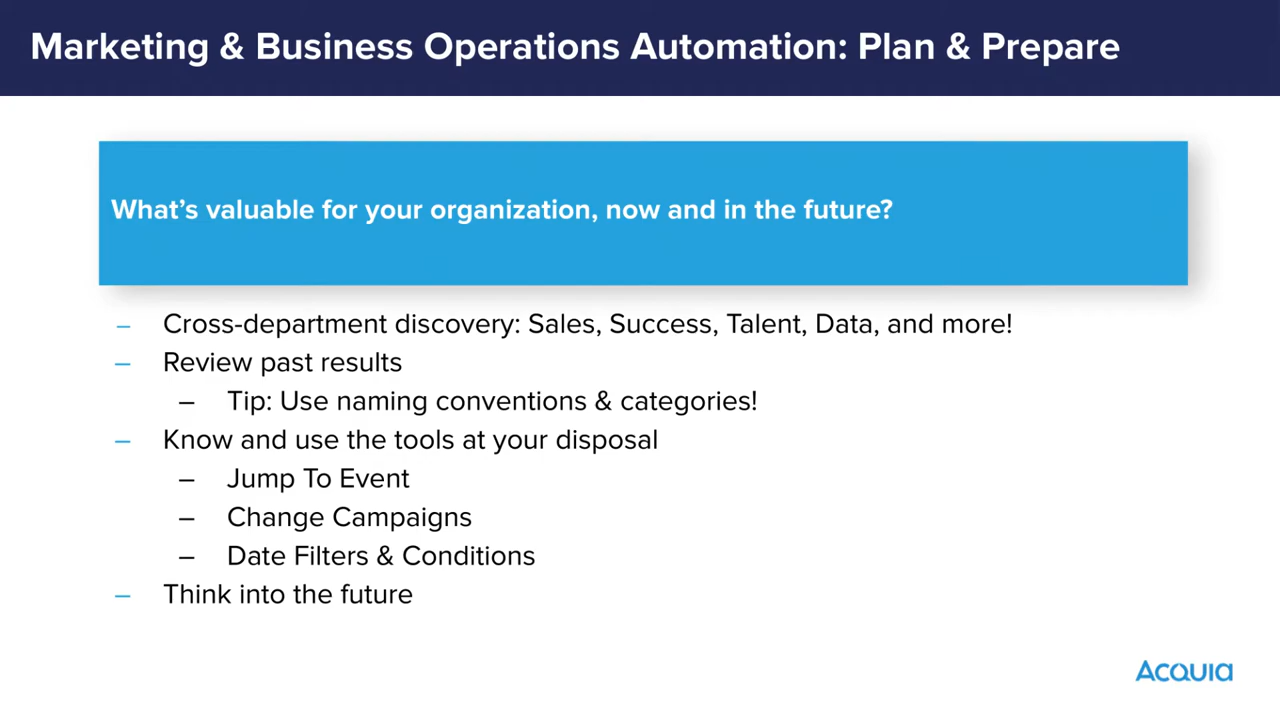 Marketing & Business Operations Automation: Plan & Prepare
What’s valuable for your organization, now and in the future?
– Cross-department discovery: Sales, Success, Talent, Data, and more!
– Review past results
– Tip: Use naming conventions & categories!
– Know and use the tools at your disposal
– Jump To Event
– Change Campaigns
– Date Filters & Conditions
– Think into the future
Acquia